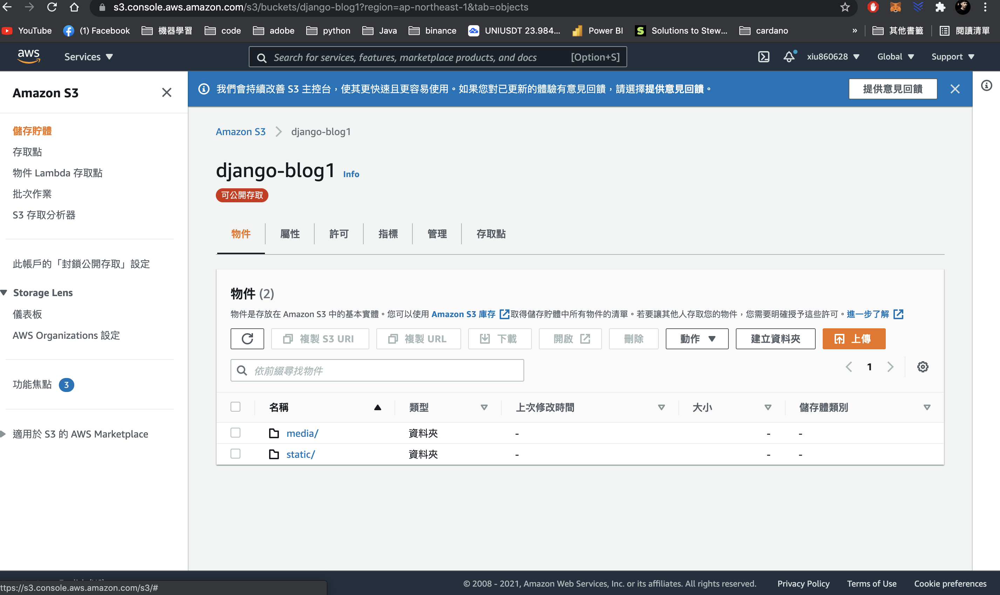 s3.console.aws.amazon.com/s3/buckets/django-blog1?region=ap-northeast-1&tab=objects
YouTube (1) Facebook 機器學習 code adobe python Java binance UNIUSDT 23.984... Power BI Solutions to Stew... cardano » 其他書籤 閱讀清單
aws Services Search for services, features, marketplace products, and docs [Option+S] xiu860628 Global Support
Amazon S3
儲存貯體
存取點
物件 Lambda 存取點
批次作業
S3 存取分析器
此帳戶的「封鎖公開存取」設定
Storage Lens
儀表板
AWS Organizations 設定
功能焦點 3
適用於 S3 的 AWS Marketplace
我們會持續改善 S3 主控台，使其更快速且更容易使用。如果您對已更新的體驗有意見回饋，請選擇提供意見回饋。 提供意見回饋
Amazon S3 django-blog1
django-blog1 Info
可公開存取
物件 屬性 許可 指標 管理 存取點
物件 (2)
物件是存放在 Amazon S3 中的基本實體。您可以使用 Amazon S3 庫存 取得儲存貯體中所有物件的清單。若要讓其他人存取您的物件，您需要明確授予這些許可。進一步了解
複製 S3 URI 複製 URL 下載 開啟 刪除 動作 建立資料夾 上傳
依前綴尋找物件 1
名稱 類型 上次修改時間 大小 儲存體類別
media/ 資料夾 - - -
static/ 資料夾 - - -
© 2008 - 2021, Amazon Web Services, Inc. or its affiliates. All rights reserved. Privacy Policy Terms of Use Cookie preferences
ttps://s3.console.aws.amazon.com/s3/#